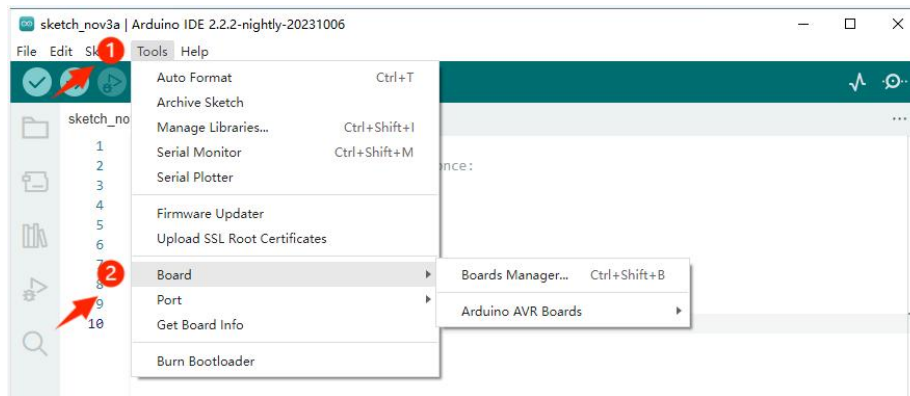 sketch_nov3a | Arduino IDE 2.2.2-nightly-20231006
File Edit Sk 1 Tools Help
Auto Format Ctrl+T
Archive Sketch
sketch_no
Manage Libraries... Ctrl+Shift+I
1
Serial Monitor Ctrl+Shift+M
2 once:
Serial Plotter
3
4
Firmware Updater
5
Upload SSL Root Certificates
6
7
2 Board Boards Manager... Ctrl+Shift+B
8
Port Arduino AVR Boards
9
Get Board Info
10
Burn Bootloader